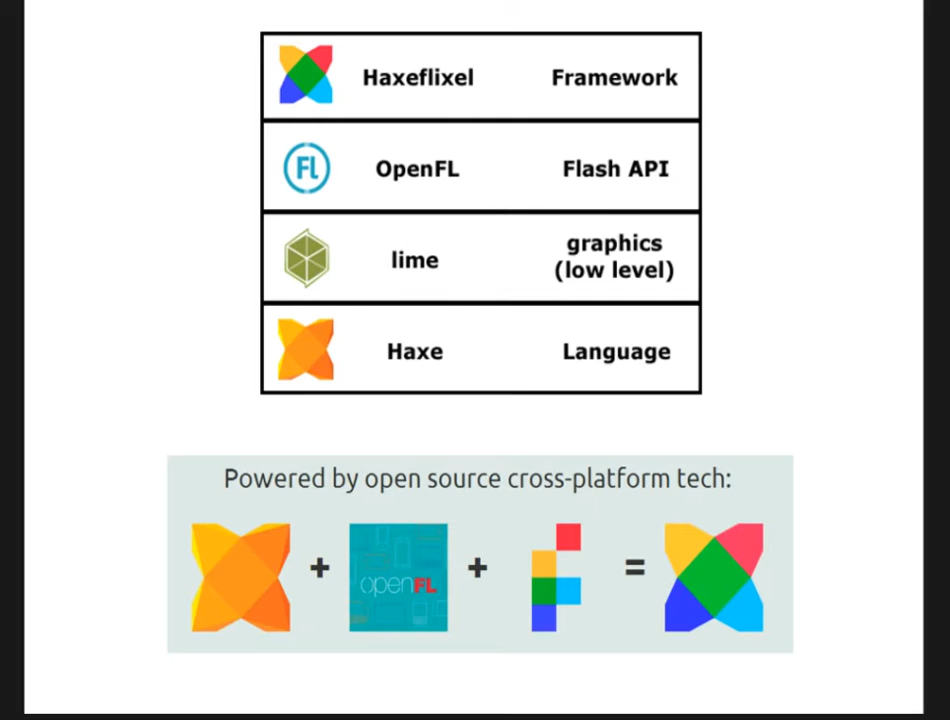 Haxeflixel Framework
Fl
OpenFL Flash API
lime graphics
(low level)
Haxe Language
Powered by open source cross-platform tech:
+ openFL + =